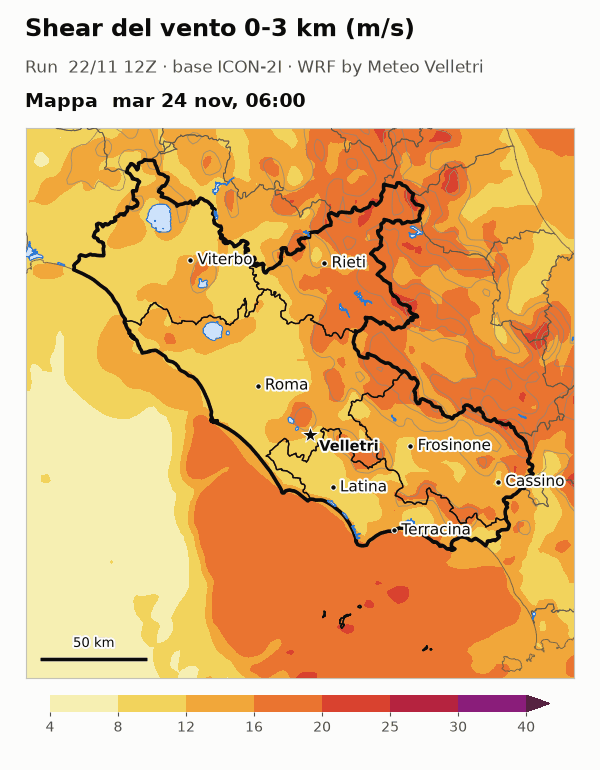 Shear del vento 0-3 km (m/s)
Run  22/11 12Z · base ICON-2I · WRF by Meteo Velletri
Mappa  mar 24 nov, 06:00
Viterbo
Rieti
Roma
Velletri
Frosinone
Cassino
Latina
Terracina
50 km
4 8 12 16 20 25 30 40